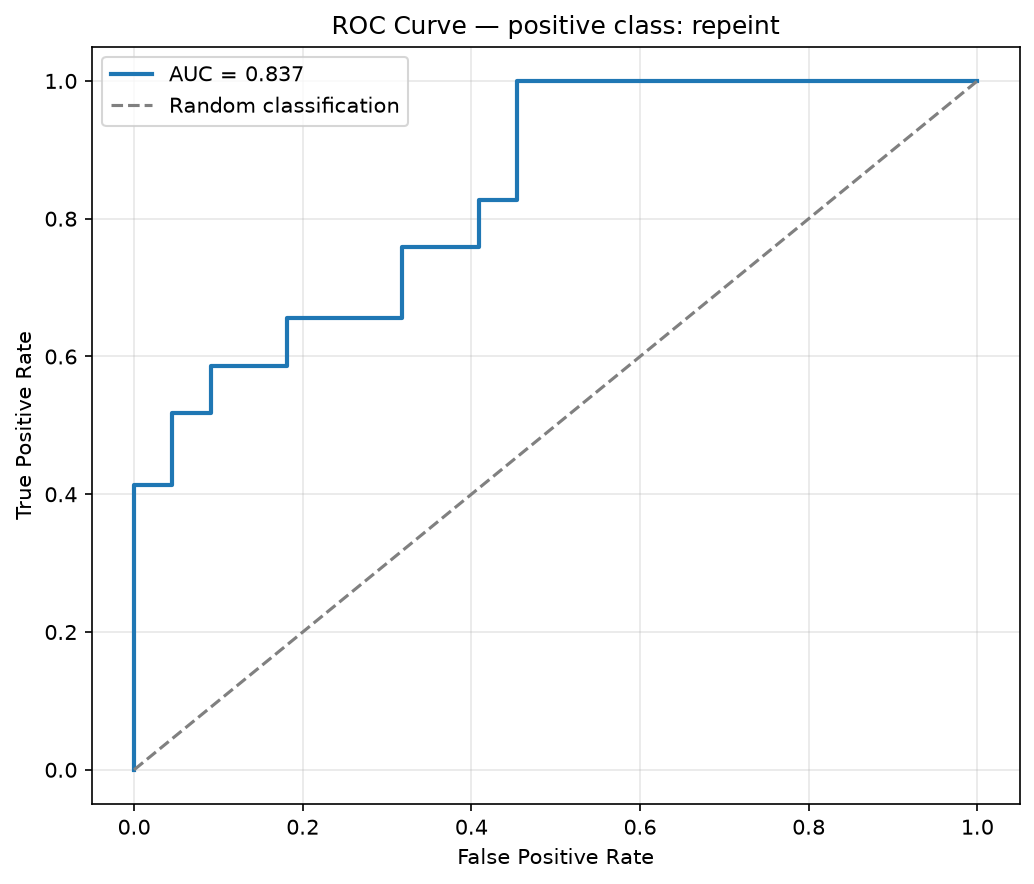 ROC Curve — positive class: repeint
AUC = 0.837
Random classification
True Positive Rate
1.0
0.8
0.6
0.4
0.2
0.0
0.0 0.2 0.4 0.6 0.8 1.0
False Positive Rate